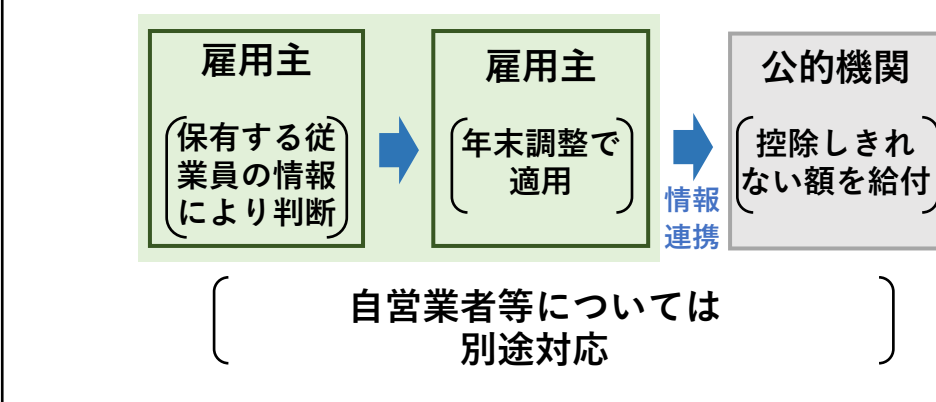 雇用主
(保有する従
業員の情報
により判断)
雇用主
(年末調整で
適用)
情報
連携
公的機関
(控除しきれ
ない額を給付)
(自営業者等については
別途対応)